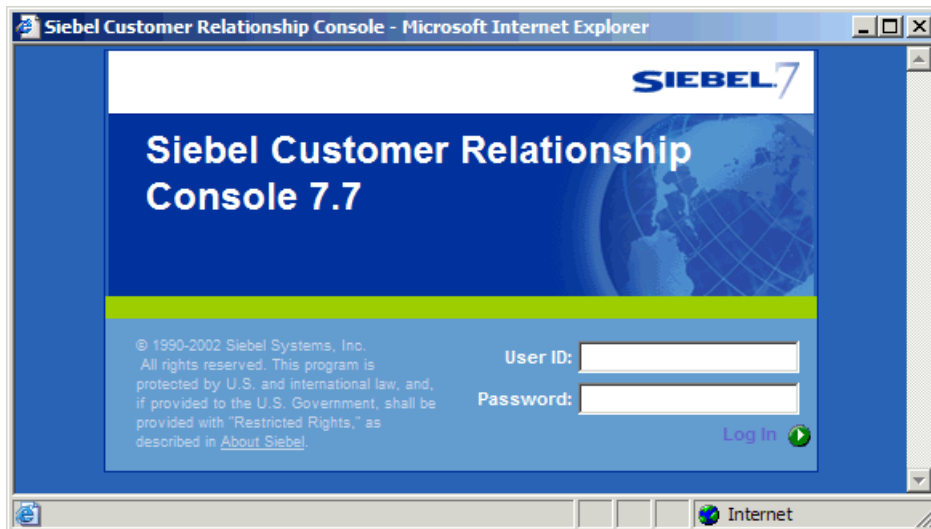 Siebel Customer Relationship Console - Microsoft Internet Explorer
SIEBEL.7
Siebel Customer Relationship
Console 7.7
© 1990-2002 Siebel Systems, Inc.
All rights reserved. This program is
protected by U.S. and international law, and,
if provided to the U.S. Government, shall be
provided with "Restricted Rights," as
described in About Siebel.
User ID:
Password:
Log In
Internet